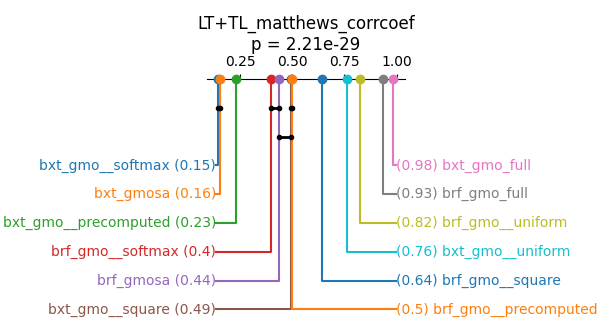 LT+TL_matthews_corrcoef
p = 2.21e-29
0.25 0.50 0.75 1.00
bxt_gmo__softmax (0.15) (0.98) bxt_gmo_full
bxt_gmosa (0.16) (0.93) brf_gmo_full
bxt_gmo__precomputed (0.23) (0.82) brf_gmo__uniform
brf_gmo__softmax (0.4) (0.76) bxt_gmo__uniform
brf_gmosa (0.44) (0.64) brf_gmo__square
bxt_gmo__square (0.49) (0.5) brf_gmo__precomputed